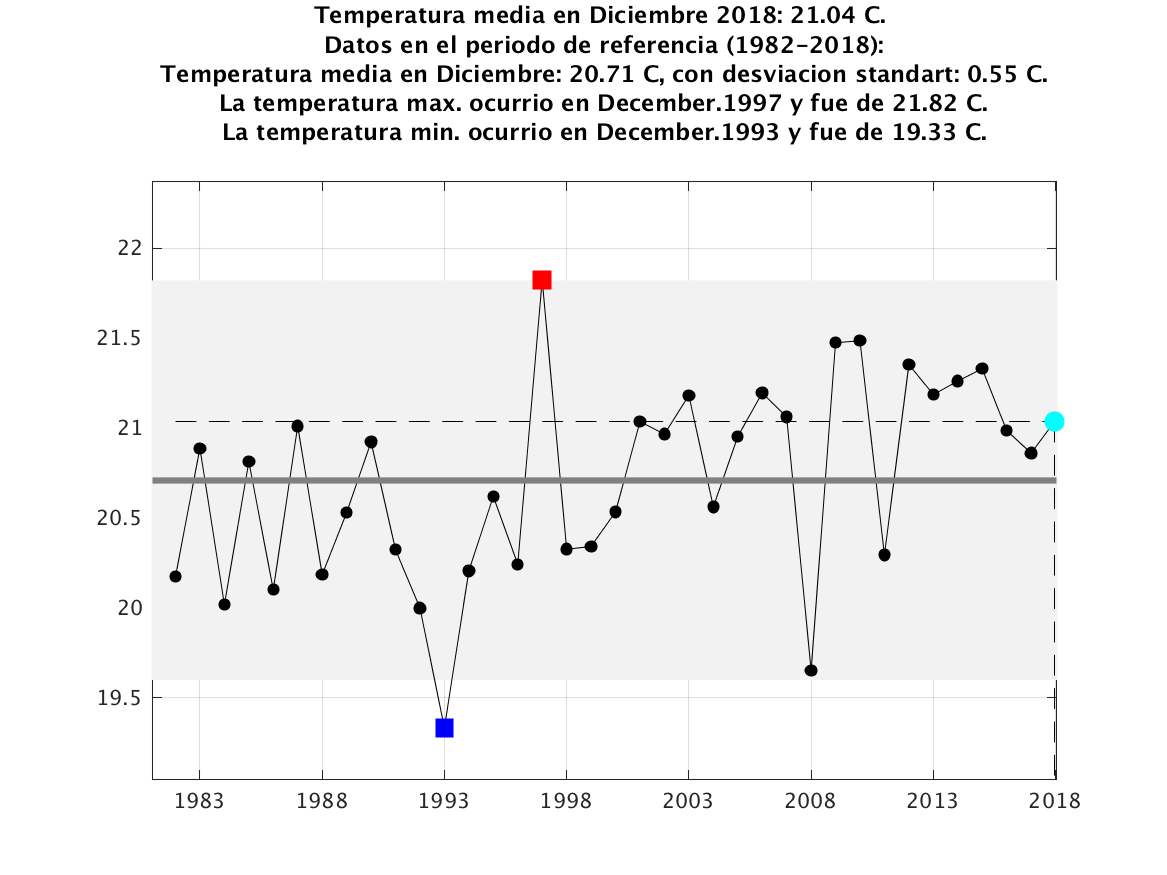 Temperatura media en Diciembre 2018: 21.04 C.
Datos en el periodo de referencia (1982-2018):
Temperatura media en Diciembre: 20.71 C, con desviacion standart: 0.55 C.
La temperatura max. ocurrio en December.1997 y fue de 21.82 C.
La temperatura min. ocurrio en December.1993 y fue de 19.33 C.
22
21.5
21
20.5
20
19.5
1983 1988 1993 1998 2003 2008 2013 2018